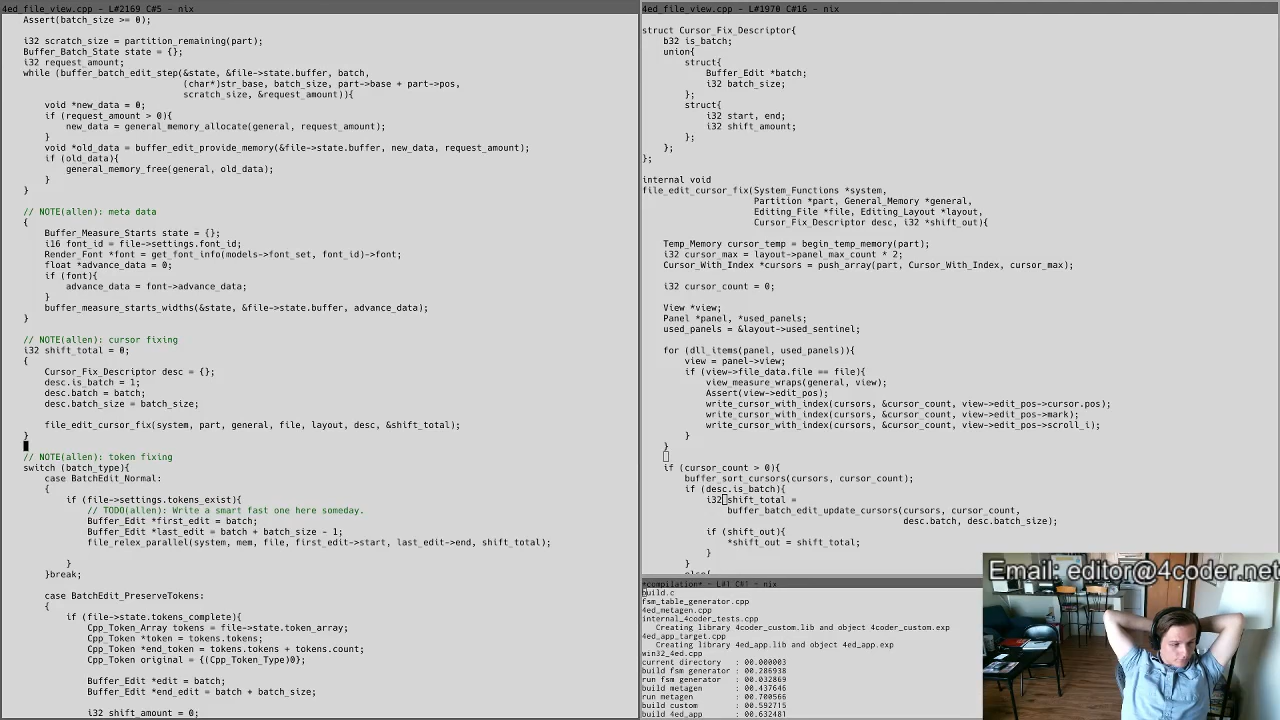 4ed_file_view.cpp - L#2169 C#5 - nix
Assert(batch_size >= 0);
i32 scratch_size = partition_remaining(part);
Buffer_Batch_State state = {};
i32 request_amount;
while (buffer_batch_edit_step(&state, &file->state.buffer, batch,
(char*)str_base, batch_size, part->base + part->pos,
scratch_size, &request_amount)){
void *new_data = 0;
if (request_amount > 0){
new_data = general_memory_allocate(general, request_amount);
}
void *old_data = buffer_edit_provide_memory(&file->state.buffer, new_data, request_amount);
if (old_data){
general_memory_free(general, old_data);
}
}
// NOTE(allen): meta data
{
Buffer_Measure_Starts state = {};
i16 font_id = file->settings.font_id;
Render_Font *font = get_font_info(models->font_set, font_id)->font;
float *advance_data = 0;
if (font){
advance_data = font->advance_data;
}
buffer_measure_starts_widths(&state, &file->state.buffer, advance_data);
}
// NOTE(allen): cursor fixing
i32 shift_total = 0;
{
Cursor_Fix_Descriptor desc = {};
desc.is_batch = 1;
desc.batch = batch;
desc.batch_size = batch_size;
file_edit_cursor_fix(system, part, general, file, layout, desc, &shift_total);
}
// NOTE(allen): token fixing
switch (batch_type){
case BatchEdit_Normal:
{
if (file->settings.tokens_exist){
// TODO(allen): Write a smart fast one here someday.
Buffer_Edit *first_edit = batch;
Buffer_Edit *last_edit = batch + batch_size - 1;
file_relex_parallel(system, mem, file, first_edit->start, last_edit->end, shift_total);
}
}break;
case BatchEdit_PreserveTokens:
{
if (file->state.tokens_complete){
Cpp_Token_Array tokens = file->state.token_array;
Cpp_Token *token = tokens.tokens;
Cpp_Token *end_token = tokens.tokens + tokens.count;
Cpp_Token original = {(Cpp_Token_Type)0};
Buffer_Edit *edit = batch;
Buffer_Edit *end_edit = batch + batch_size;
i32 shift_amount = 0;
4ed_file_view.cpp - L#1970 C#16 - nix
struct Cursor_Fix_Descriptor{
b32 is_batch;
union{
struct{
Buffer_Edit *batch;
i32 batch_size;
};
struct{
i32 start, end;
i32 shift_amount;
};
};
};
internal void
file_edit_cursor_fix(System_Functions *system,
Partition *part, General_Memory *general,
Editing_File *file, Editing_Layout *layout,
Cursor_Fix_Descriptor desc, i32 *shift_out){
Temp_Memory cursor_temp = begin_temp_memory(part);
i32 cursor_max = layout->panel_max_count * 2;
Cursor_With_Index *cursors = push_array(part, Cursor_With_Index, cursor_max);
i32 cursor_count = 0;
View *view;
Panel *panel, *used_panels;
used_panels = &layout->used_sentinel;
for (dll_items(panel, used_panels)){
view = panel->view;
if (view->file_data.file == file){
view_measure_wraps(general, view);
Assert(view->edit_pos);
write_cursor_with_index(cursors, &cursor_count, view->edit_pos->cursor.pos);
write_cursor_with_index(cursors, &cursor_count, view->edit_pos->mark);
write_cursor_with_index(cursors, &cursor_count, view->edit_pos->scroll_i);
}
}
if (cursor_count > 0){
buffer_sort_cursors(cursors, cursor_count);
if (desc.is_batch){
i32 shift_total =
buffer_batch_edit_update_cursors(cursors, cursor_count,
desc.batch, desc.batch_size);
if (shift_out){
*shift_out = shift_total;
}
}
else{
*compilation* - L#1 C#1 - nix
build.c
fsm_table_generator.cpp
4ed_metagen.cpp
internal_4coder_tests.cpp
Creating library 4coder_custom.lib and object 4coder_custom.exp
4ed_app_target.cpp
Creating library 4ed_app.lib and object 4ed_app.exp
win32_4ed.cpp
current directory : 00.000003
build fsm generator : 00.286938
run fsm generator : 00.032869
build metagen : 00.437646
run metagen : 00.700566
build custom : 00.592715
build 4ed_app : 00.632481
Email: editor@4coder.net